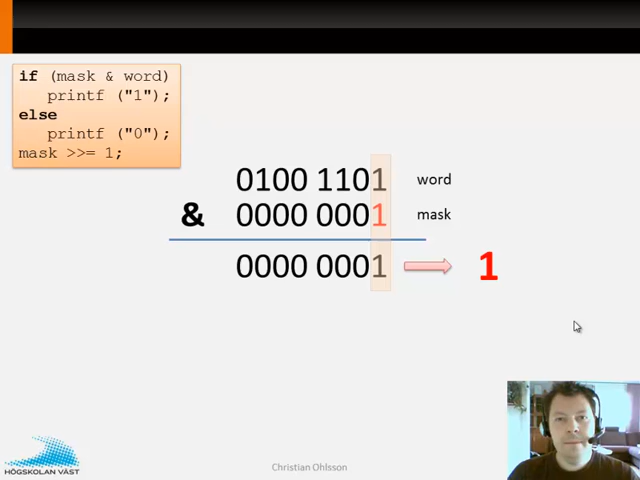 if (mask & word)
printf ("1");
else
printf ("0");
mask >>= 1;
0100 1101 word
& 0000 0001 mask
0000 0001 1
HÖGSKOLAN VÄST
Christian Ohlsson